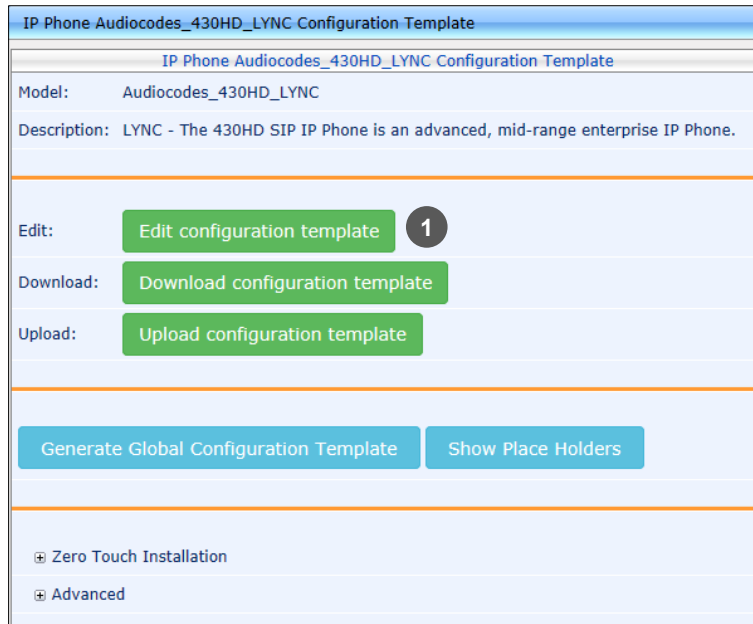 IP Phone Audiocodes_430HD_LYNC Configuration Template
IP Phone Audiocodes_430HD_LYNC Configuration Template
Model: Audiocodes_430HD_LYNC
Description: LYNC - The 430HD SIP IP Phone is an advanced, mid-range enterprise IP Phone.
Edit: Edit configuration template 1
Download: Download configuration template
Upload: Upload configuration template
Generate Global Configuration Template Show Place Holders
Zero Touch Installation
Advanced